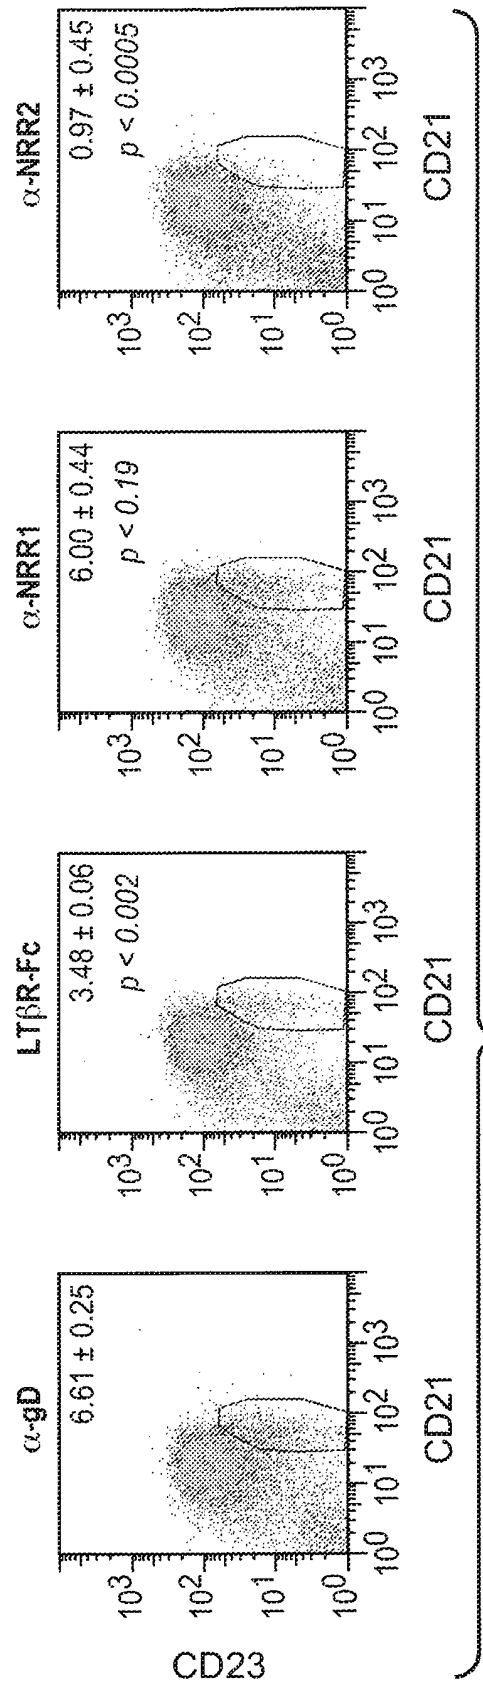 α-gD
6.61 ± 0.25
10³
10²
10¹
10⁰
10⁰ 10¹ 10² 10³
CD21
CD23
LTβR-Fc
3.48 ± 0.06
p < 0.002
10³
10²
10¹
10⁰
10⁰ 10¹ 10² 10³
CD21
α-NRR1
6.00 ± 0.44
p < 0.19
10³
10²
10¹
10⁰
10⁰ 10¹ 10² 10³
CD21
α-NRR2
0.97 ± 0.45
p < 0.0005
10³
10²
10¹
10⁰
10⁰ 10¹ 10² 10³
CD21